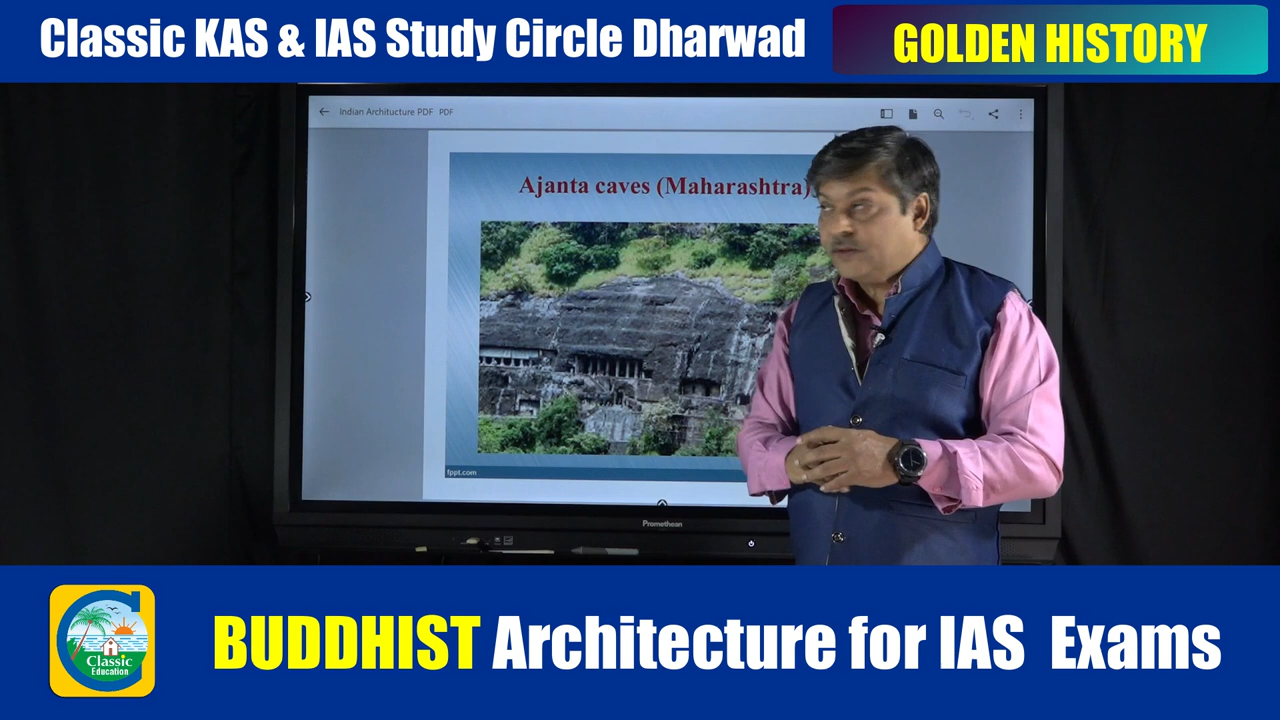 Classic KAS & IAS Study Circle Dharwad
GOLDEN HISTORY
Indian Architucture PDF PDF
Ajanta caves (Maharashtra)
fppt.com
Promethean
Classic
Education
BUDDHIST Architecture for IAS Exams